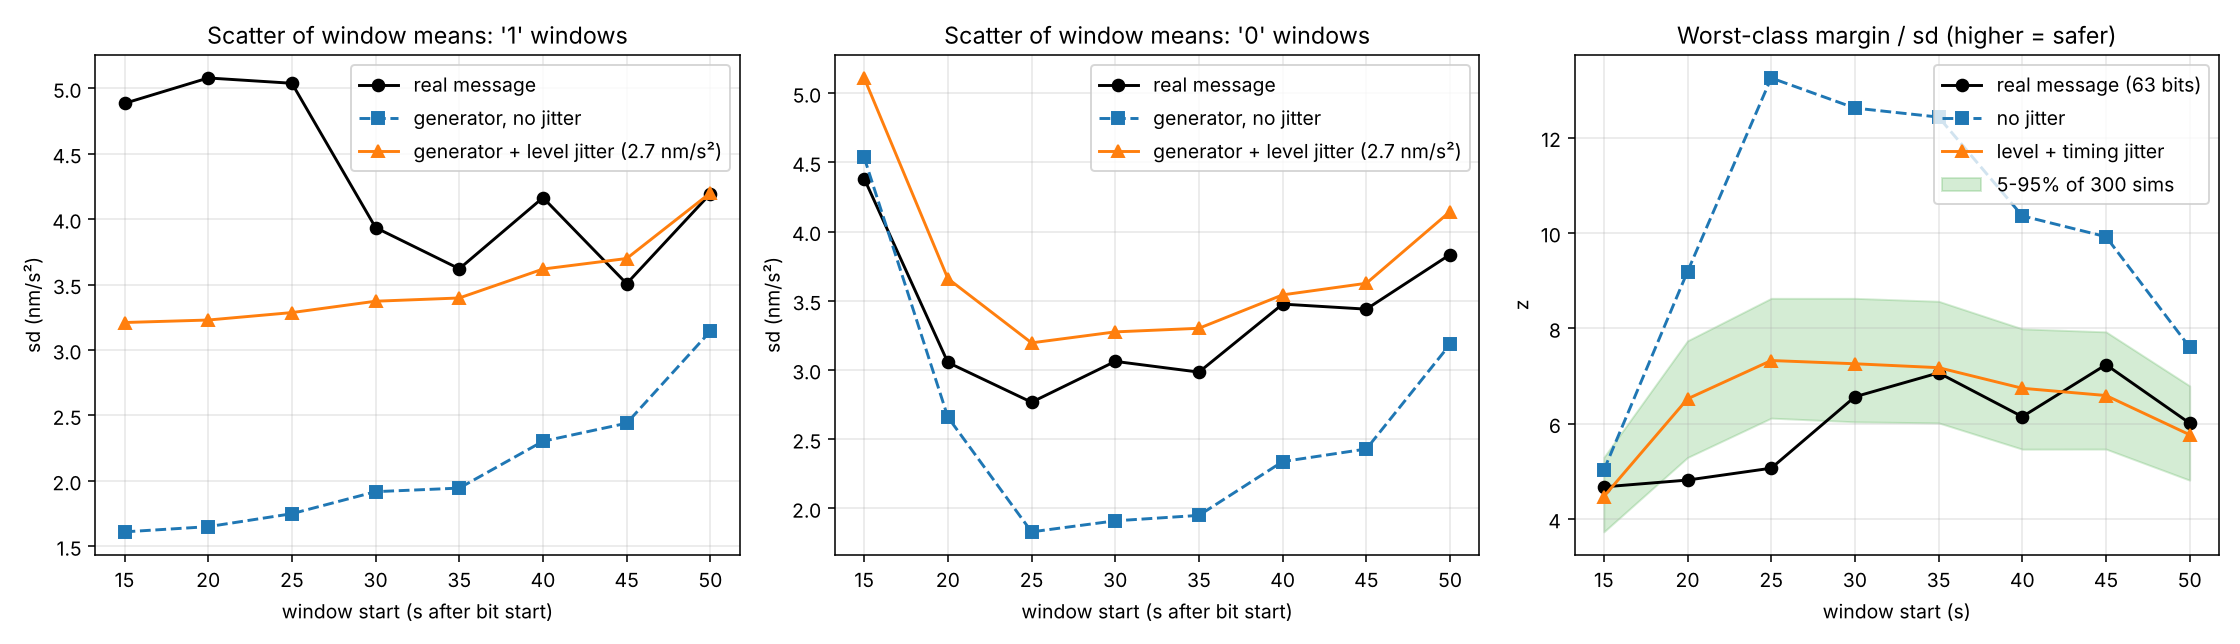 Scatter of window means: '1' windows
5.0
4.5
4.0
3.5
3.0
2.5
2.0
1.5
sd (nm/s²)
15 20 25 30 35 40 45 50
window start (s after bit start)
real message
generator, no jitter
generator + level jitter (2.7 nm/s²)
Scatter of window means: '0' windows
5.0
4.5
4.0
3.5
3.0
2.5
2.0
sd (nm/s²)
15 20 25 30 35 40 45 50
window start (s after bit start)
real message
generator, no jitter
generator + level jitter (2.7 nm/s²)
Worst-class margin / sd (higher = safer)
12
10
8
6
4
z
15 20 25 30 35 40 45 50
window start (s)
real message (63 bits)
no jitter
level + timing jitter
5-95% of 300 sims